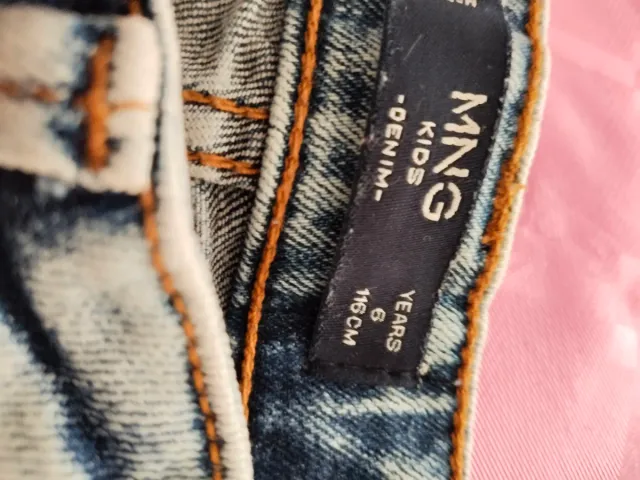 MNG
KIDS
-DENIM-
YEARS
6
116CM